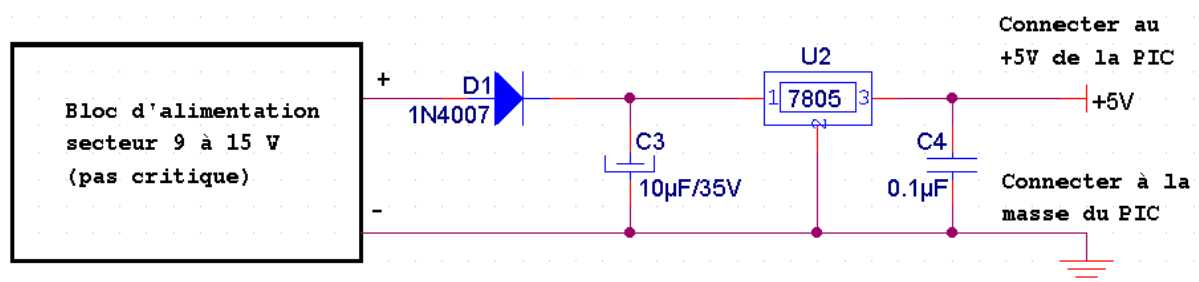 Connecter au
+5V de la PIC
Bloc d'alimentation
secteur 9 à 15 V
(pas critique)
+
-
D1
1N4007
C3
10µF/35V
U2
1
7805
3
2
C4
0.1µF
+5V
Connecter à la
masse du PIC